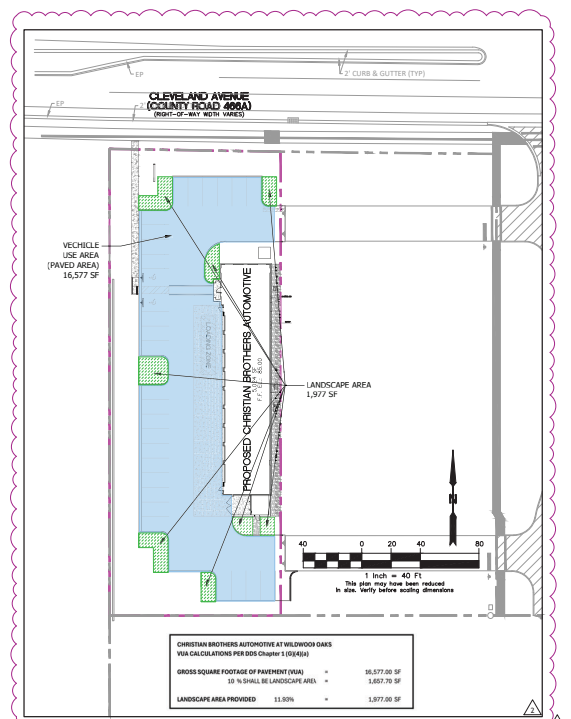 2' CURB & GUTTER (TYP)
EP
EP
2'
CLEVELAND AVENUE
(COUNTY ROAD 466A)
(RIGHT-OF-WAY WIDTH VARIES)
VECHICLE
USE AREA
(PAVED AREA)
16,577 SF
LOADING ZONE
PROPOSED CHRISTIAN BROTHERS AUTOMOTIVE
SF
F.F. EL.
LANDSCAPE AREA
1,977 SF
N
40 0 20 40 80
1 Inch = 40 Ft
This plan may have been reduced
in size. Verify before scaling dimensions
CHRISTIAN BROTHERS AUTOMOTIVE AT WILDWOOD OAKS
VUA CALCULATIONS PER DDS Chapter 1 (G)(4)(a)
GROSS SQUARE FOOTAGE OF PAVEMENT (VUA) = 16,577.00 SF
10 % SHALL BE LANDSCAPE AREA = 1,657.70 SF
LANDSCAPE AREA PROVIDED 11.93% = 1,977.00 SF
2